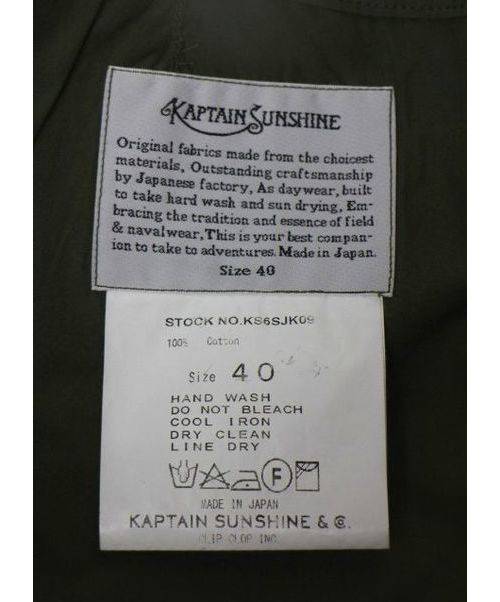 KAPTAIN SUNSHINE
Original fabrics made from the choicest
materials, Outstanding craftsmanship
by Japanese factory, As daywear, built
to take hard wash and sun drying, Em-
bracing the tradition and essence of field
& navalwear, This is your best compan-
ion to take to adventures. Made in Japan.
Size 40
STOCK NO.KS6SJK09
100% Cotton
Size 40
HAND WASH
DO NOT BLEACH
COOL IRON
DRY CLEAN
LINE DRY
F
MADE IN JAPAN
KAPTAIN SUNSHINE & Co.
CLIP CLOP INC.